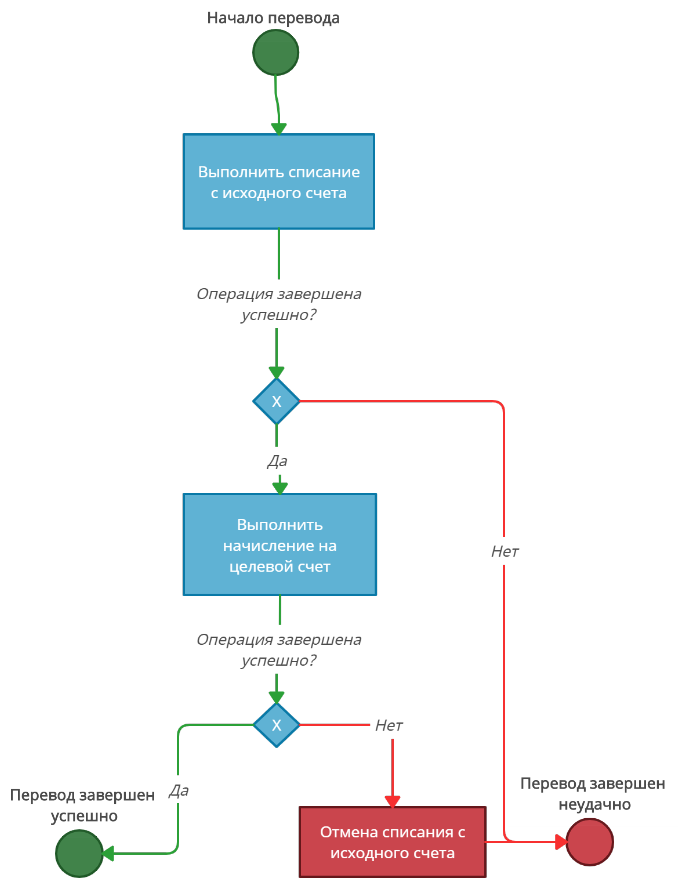 Начало перевода
Выполнить списание
с исходного счета
Операция завершена
успешно?
X
Да
Выполнить
начисление на
целевой счет
Нет
Операция завершена
успешно?
X
Нет
Да
Перевод завершен
успешно
Отмена списания с
исходного счета
Перевод завершен
неудачно